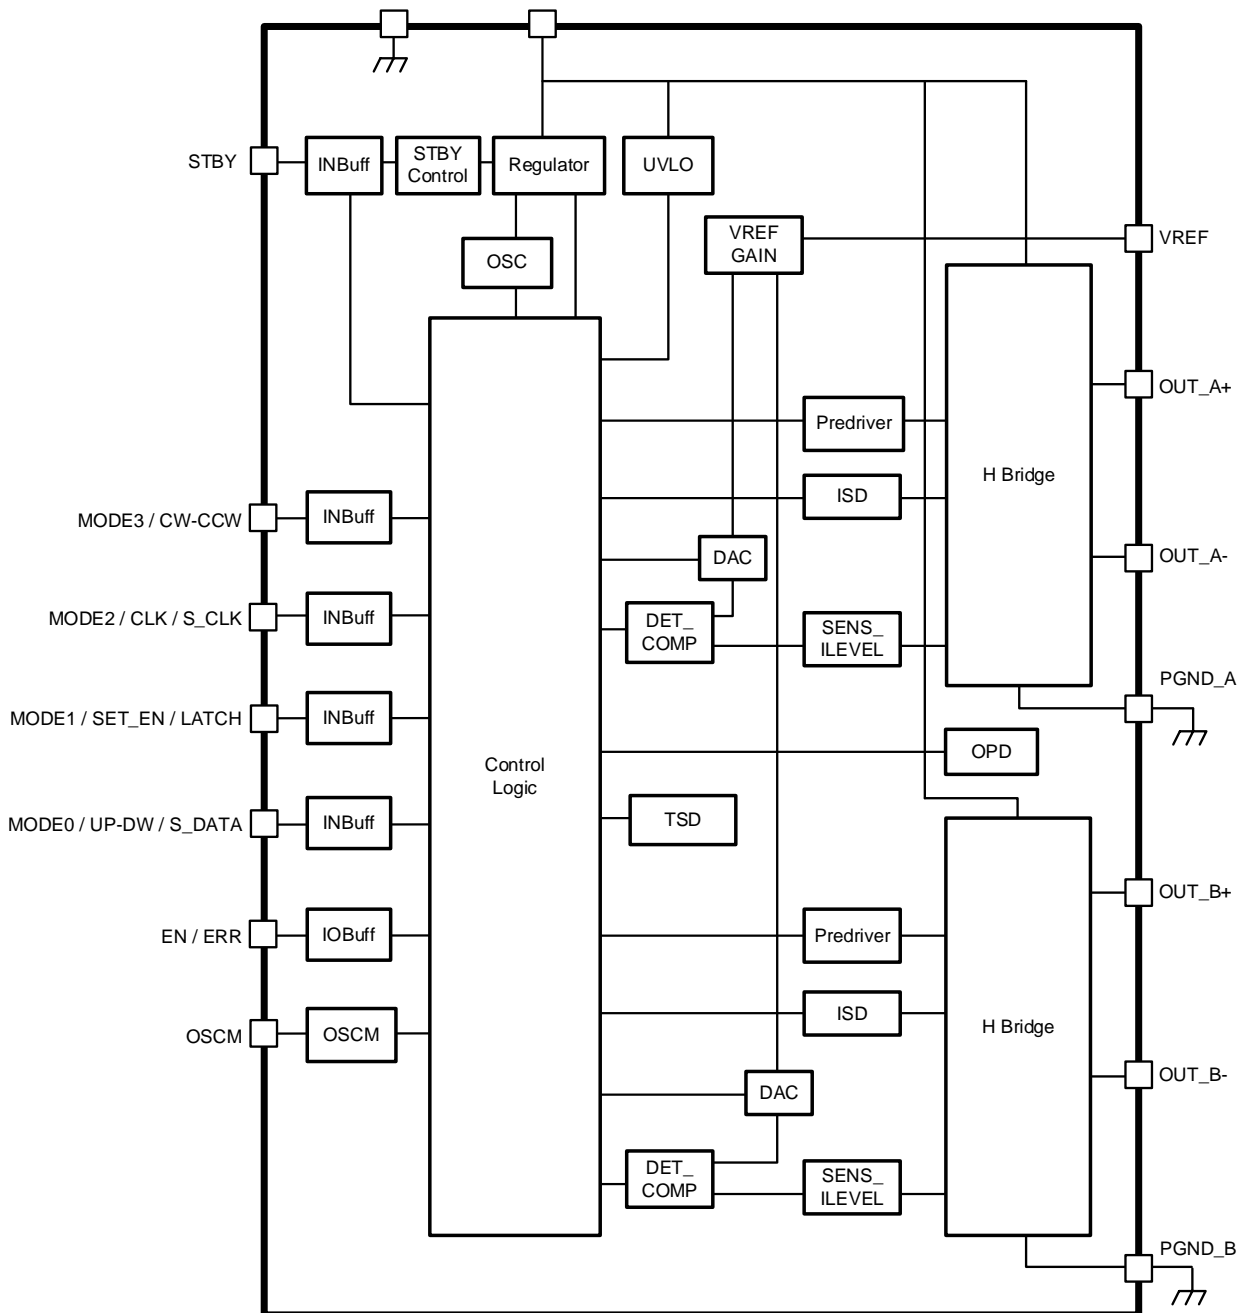 STBY
INBuff
STBY
Control
Regulator
UVLO
VREF
GAIN
VREF
OSC
OUT_A+
Predriver
H Bridge
ISD
MODE3 / CW-CCW
INBuff
DAC
OUT_A-
MODE2 / CLK / S_CLK
INBuff
DET_
COMP
SENS_
ILEVEL
PGND_A
MODE1 / SET_EN / LATCH
INBuff
Control
Logic
OPD
MODE0 / UP-DW / S_DATA
INBuff
TSD
OUT_B+
EN / ERR
IOBuff
Predriver
ISD
H Bridge
OSCM
OSCM
OUT_B-
DAC
DET_
COMP
SENS_
ILEVEL
PGND_B